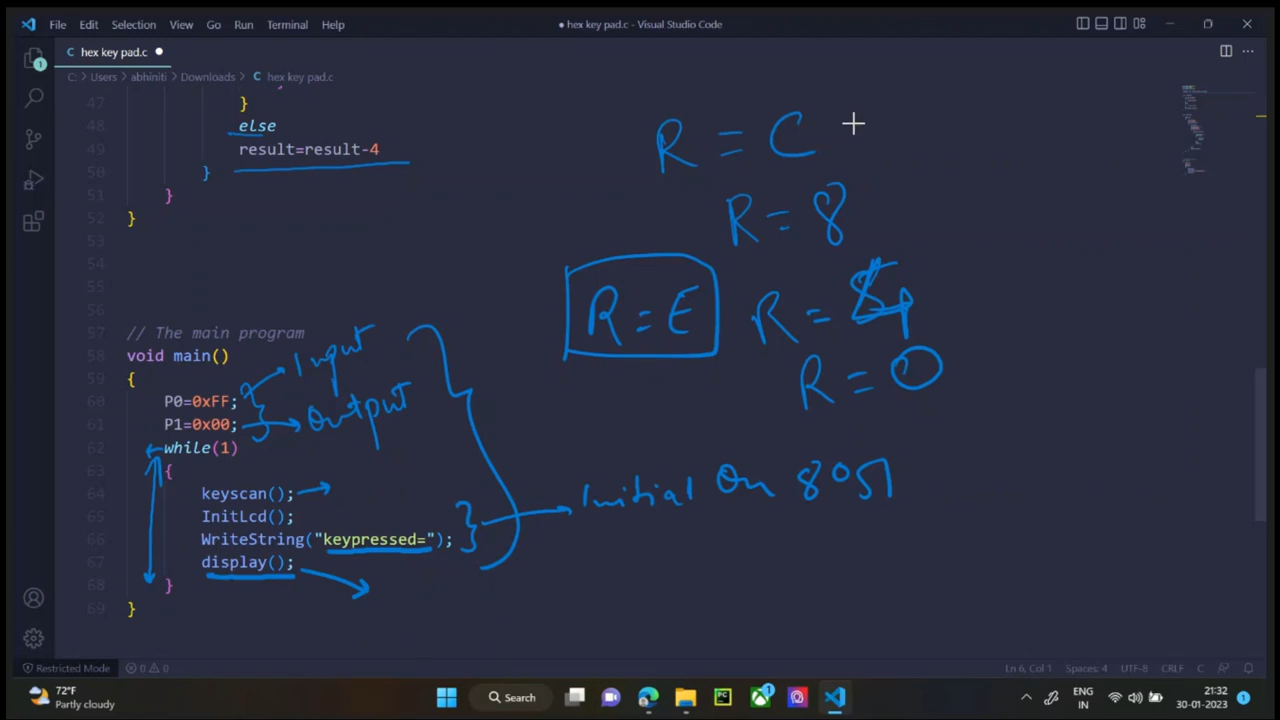 File Edit Selection View Go Run Terminal Help
● hex key pad.c - Visual Studio Code
C hex key pad.c ●
C: > Users > abhiniti > Downloads > C hex key pad.c
47 }
48 else
49 result=result-4
50 }
51 }
52 }
53
54
55
56
57 // The main program
58 void main()
59 {
60 P0=0xFF;
61 P1=0x00;
62 while(1)
63 {
64 keyscan();
65 InitLcd();
66 WriteString("keypressed=");
67 display();
68 }
69 }
R = C
R = 8
R = E
R = 4
R = 0
Input
Output
Initial On 8051
Restricted Mode 0 0
Ln 6, Col 1 Spaces: 4 UTF-8 CRLF C
72°F
Partly cloudy
Search
1
ENG
IN
21:32
30-01-2023
1